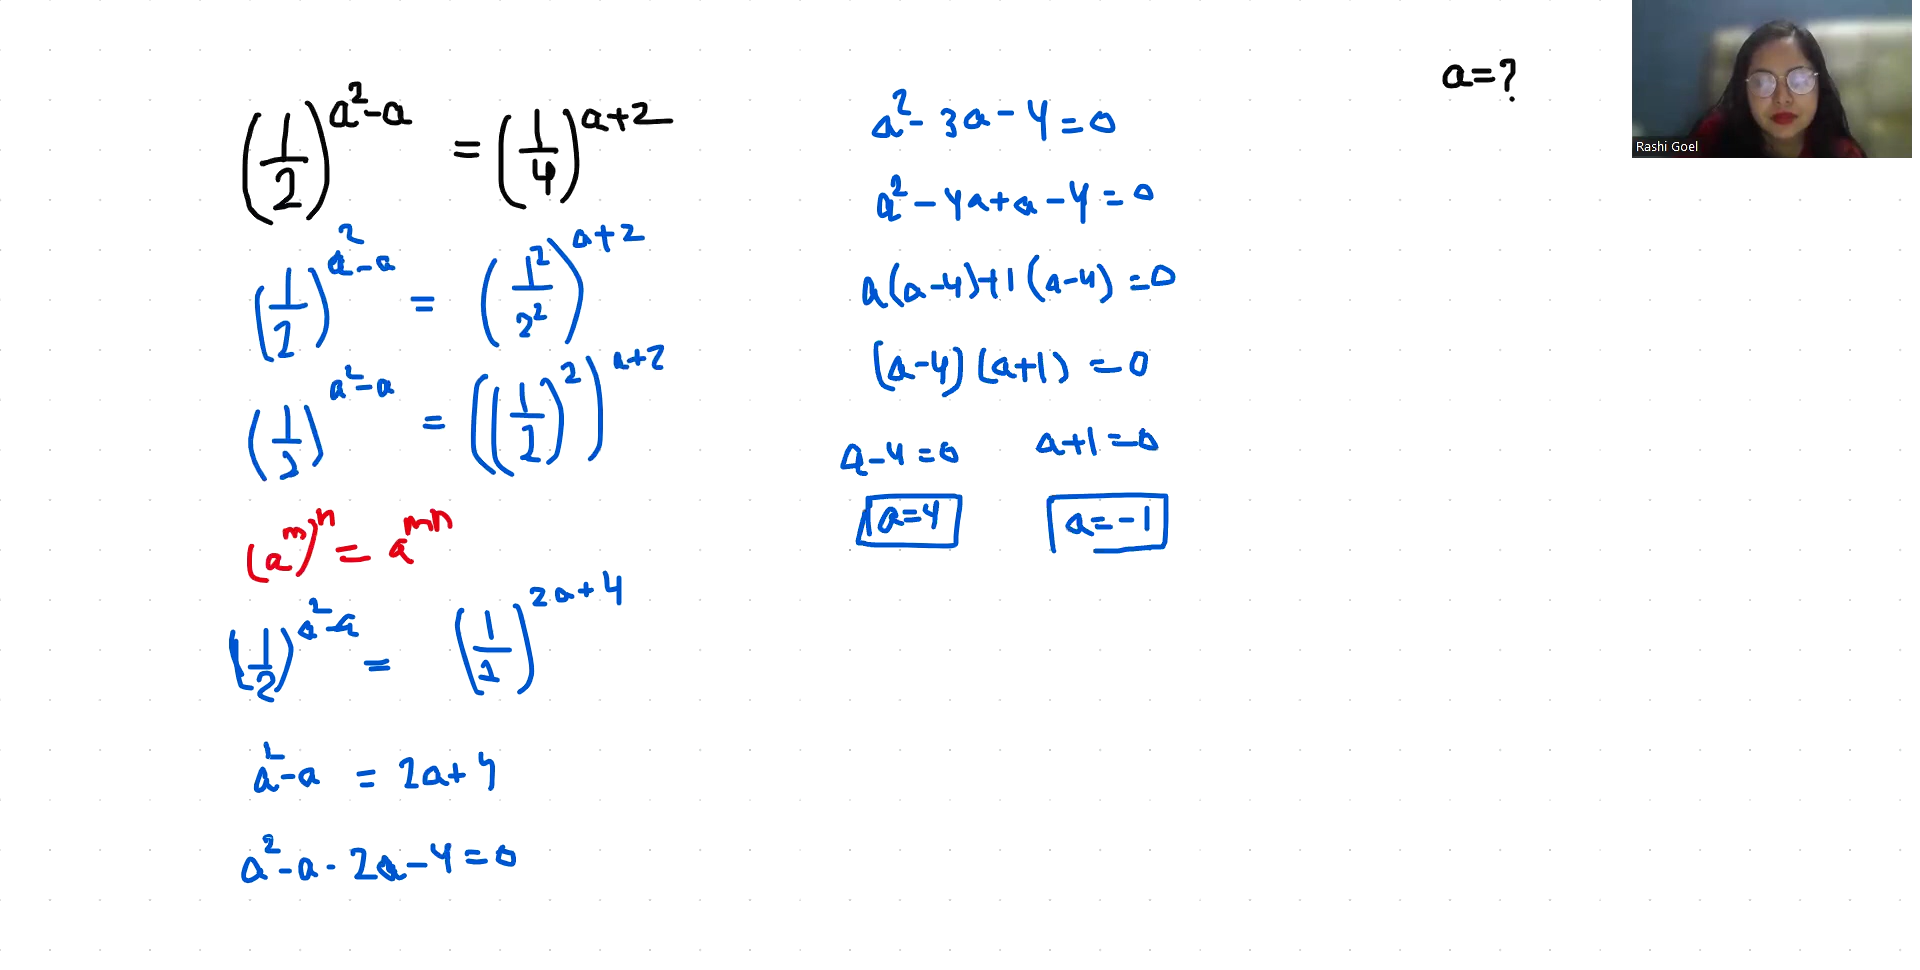 (1/2)^(a²-a) = (1/4)^(a+2)
(1/2)^(a²-a) = (1²/2²)^(a+2)
(1/2)^(a²-a) = ((1/2)²)^(a+2)
(a^m)^n = a^(mn)
(1/2)^(a²-a) = (1/2)^(2a+4)
a²-a = 2a+4
a²-a-2a-4=0
a²-3a-4=0
a²-4a+a-4=0
a(a-4)+1(a-4)=0
(a-4)(a+1)=0
a-4=0 a+1=0
a=4 a=-1
a=?
Rashi Goel